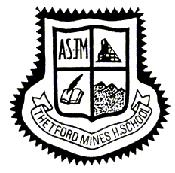 ASJM
THETFORD MINES H. SCHOOL